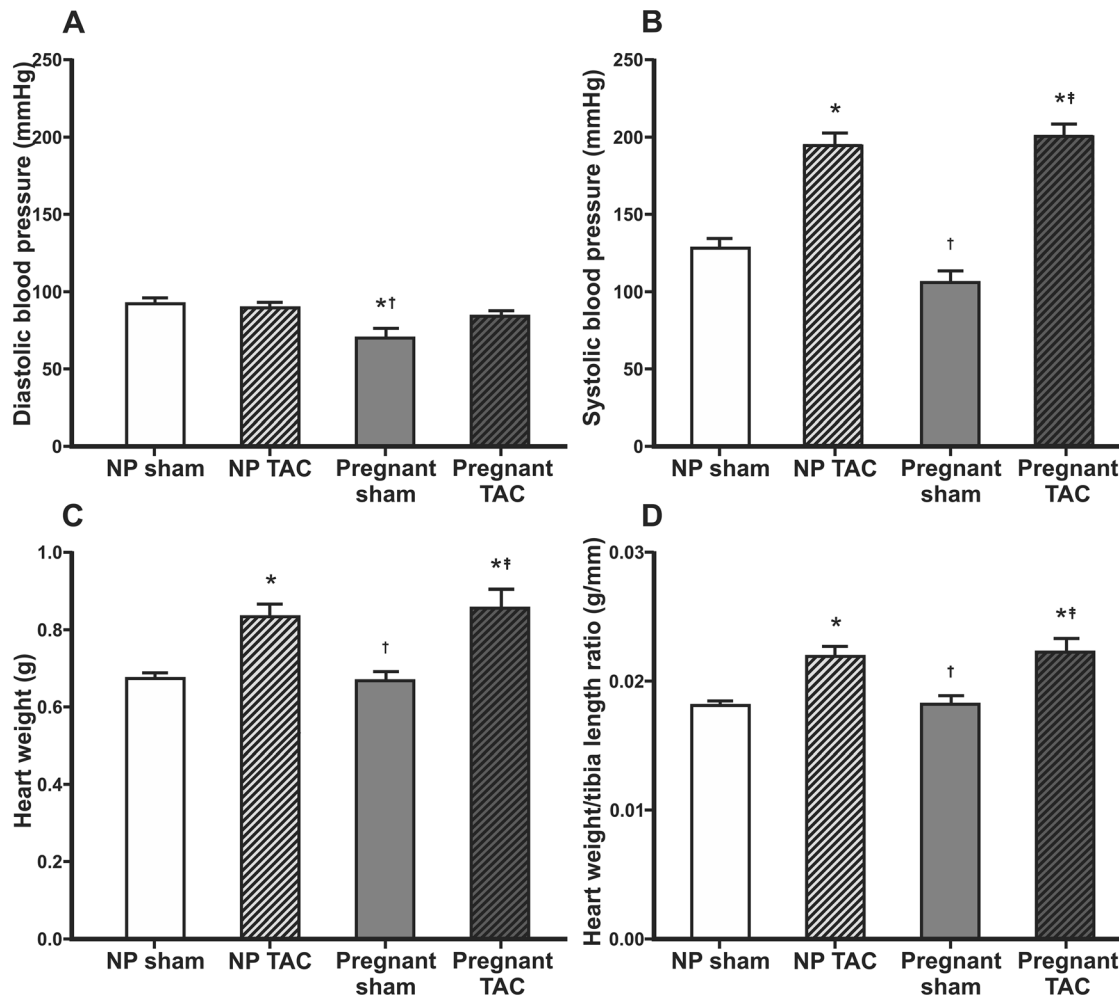 A
Diastolic blood pressure (mmHg)
250
200
150
100
50
0
*†
NP sham
NP TAC
Pregnant
sham
Pregnant
TAC
B
Systolic blood pressure (mmHg)
250
200
150
100
50
0
*
†
*‡
NP sham
NP TAC
Pregnant
sham
Pregnant
TAC
C
Heart weight (g)
1.0
0.8
0.6
0.4
0.2
0.0
*
†
*‡
NP sham
NP TAC
Pregnant
sham
Pregnant
TAC
D
Heart weight/tibia length ratio (g/mm)
0.03
0.02
0.01
0.00
*
†
*‡
NP sham
NP TAC
Pregnant
sham
Pregnant
TAC